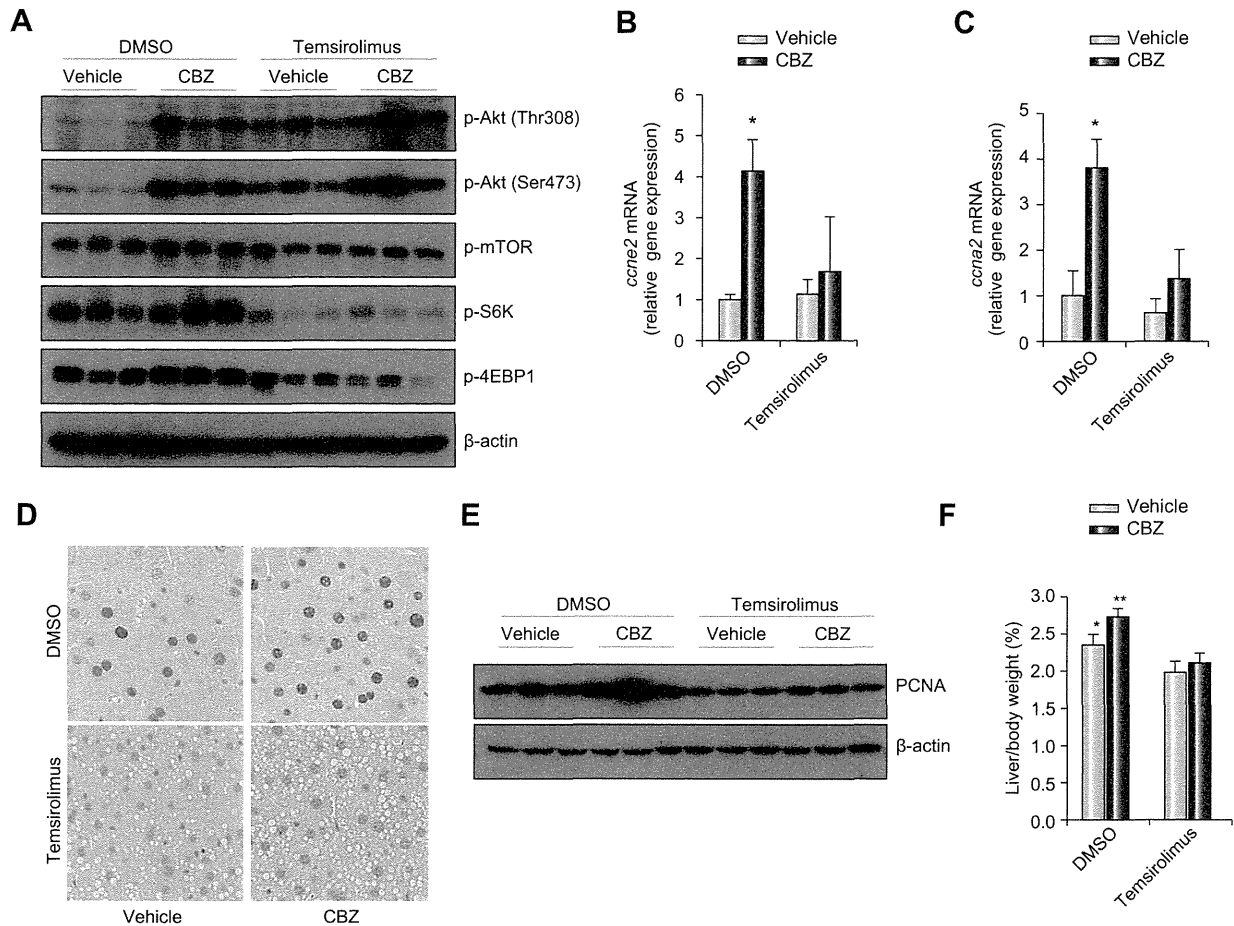 A
DMSO
Temsirolimus
Vehicle
CBZ
Vehicle
CBZ
p-Akt (Thr308)
p-Akt (Ser473)
p-mTOR
p-S6K
p-4EBP1
β-actin
B
Vehicle
CBZ
ccne2 mRNA
(relative gene expression)
6
5
4
3
2
1
0
*
DMSO
Temsirolimus
C
Vehicle
CBZ
ccna2 mRNA
(relative gene expression)
5
4
3
2
1
0
*
DMSO
Temsirolimus
D
DMSO
Temsirolimus
Vehicle
CBZ
E
DMSO
Temsirolimus
Vehicle
CBZ
Vehicle
CBZ
PCNA
β-actin
F
Vehicle
CBZ
Liver/body weight (%)
3.0
2.5
2.0
1.5
1.0
0.5
0.0
*
**
DMSO
Temsirolimus